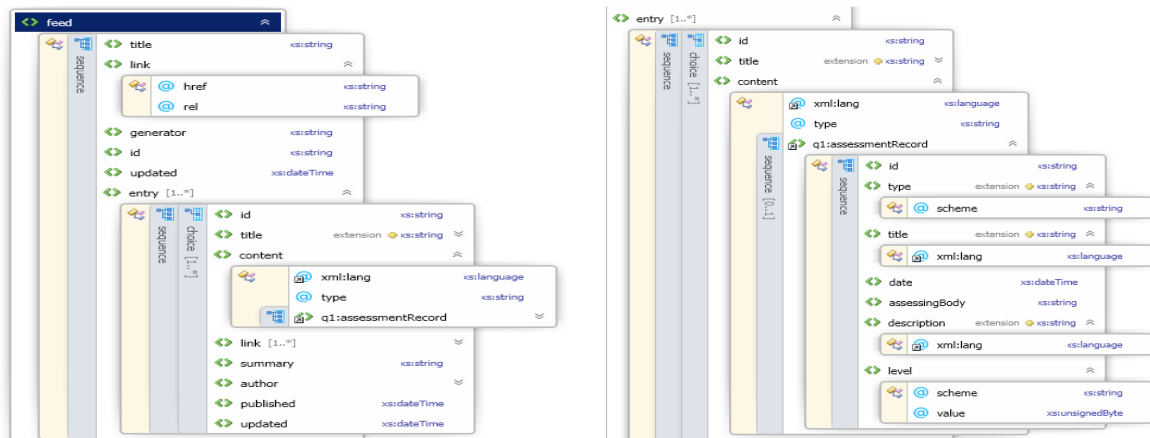 feed
title xs:string
sequence
link
href xs:string
rel xs:string
generator xs:string
id xs:string
updated xs:dateTime
entry [1..*]
sequence
choice [1..*]
id xs:string
title extension xs:string
content
xml:lang xs:language
type xs:string
q1:assessmentRecord
link [1..*]
summary xs:string
author
published xs:dateTime
updated xs:dateTime
entry [1..*]
sequence
choice [1..*]
id xs:string
title extension xs:string
content
xml:lang xs:language
type xs:string
q1:assessmentRecord
sequence [0..1]
sequence
id xs:string
type extension xs:string
scheme xs:string
title extension xs:string
xml:lang xs:language
date xs:dateTime
assessingBody xs:string
description extension xs:string
xml:lang xs:language
level
scheme xs:string
value xs:unsignedByte